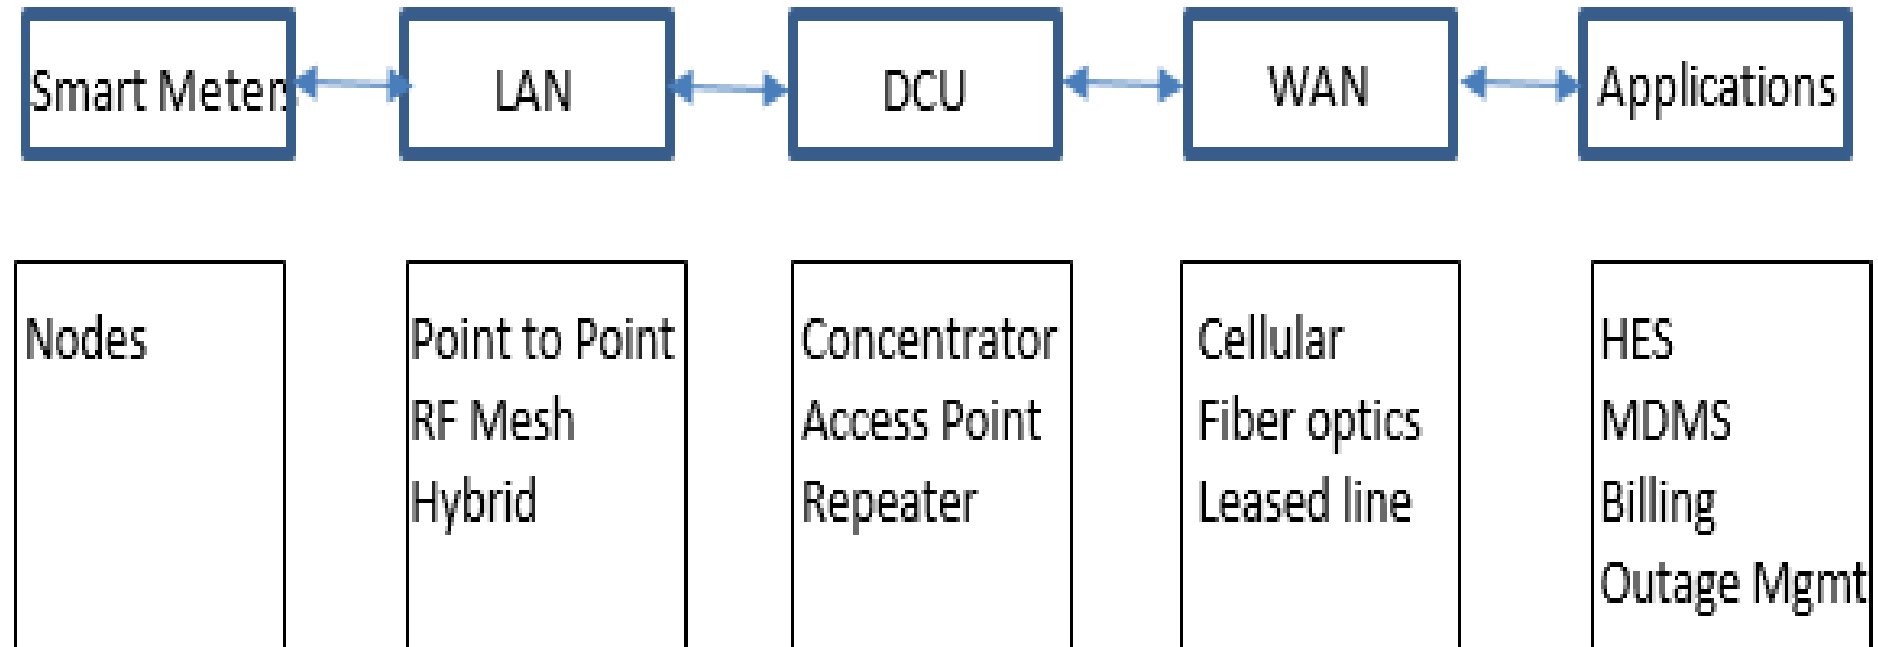 Smart Meters
LAN
DCU
WAN
Applications
Nodes
Point to Point
RF Mesh
Hybrid
Concentrator
Access Point
Repeater
Cellular
Fiber optics
Leased line
HES
MDMS
Billing
Outage Mgmt